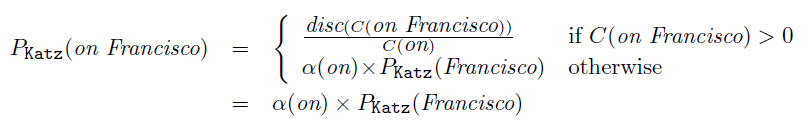 P_Katz(on Francisco) = { disc(C(on Francisco)) / C(on) if C(on Francisco) > 0
α(on)×P_Katz(Francisco) otherwise
= α(on) × P_Katz(Francisco)